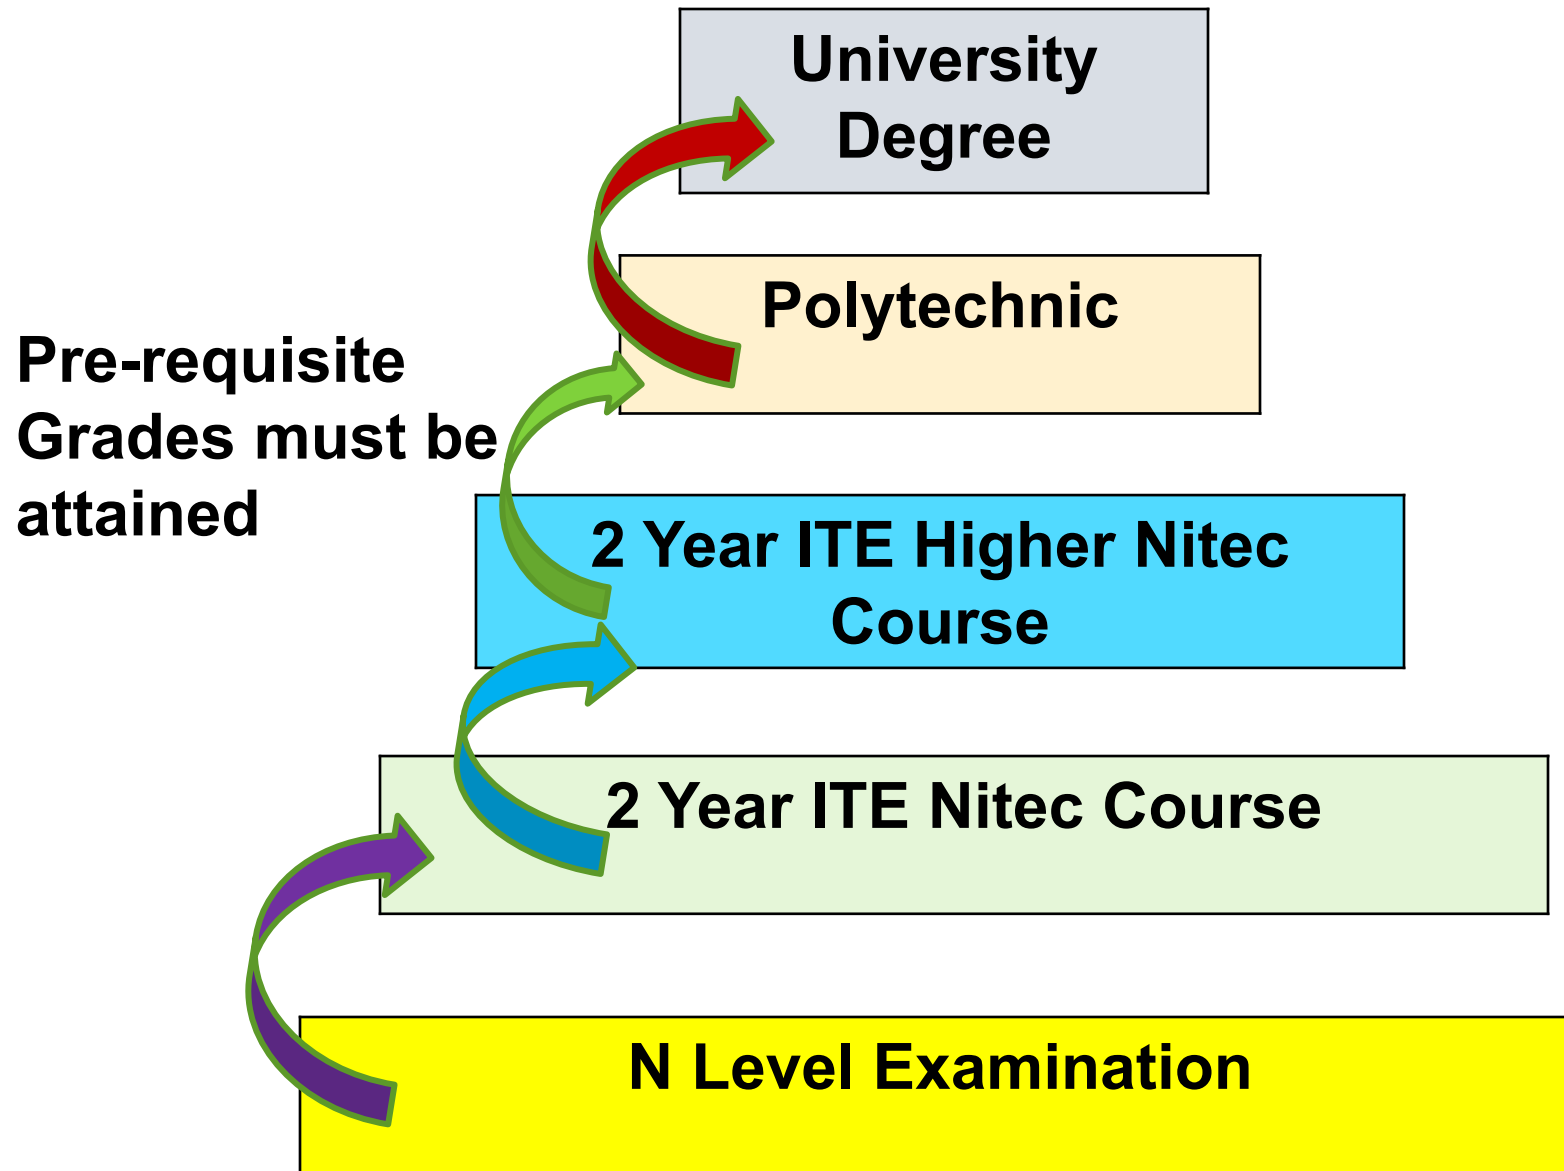 University
Degree
Polytechnic
Pre-requisite
Grades must be
attained
2 Year ITE Higher Nitec
Course
2 Year ITE Nitec Course
N Level Examination